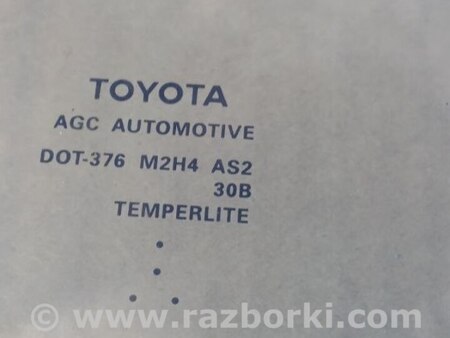 TOYOTA
AGC AUTOMOTIVE
DOT-376 M2H4 AS2
30B
TEMPERLITE
© www.razborki.com